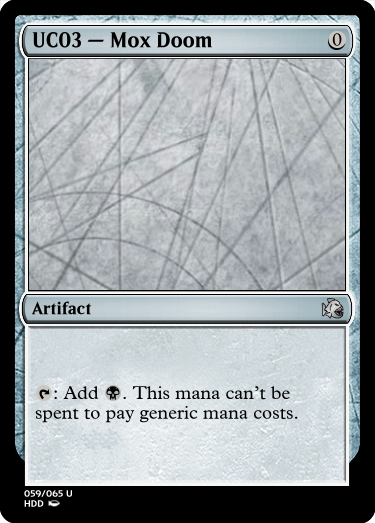 UC03 — Mox Doom 0
Artifact
: Add . This mana can't be
spent to pay generic mana costs.
059/065 U
HDD